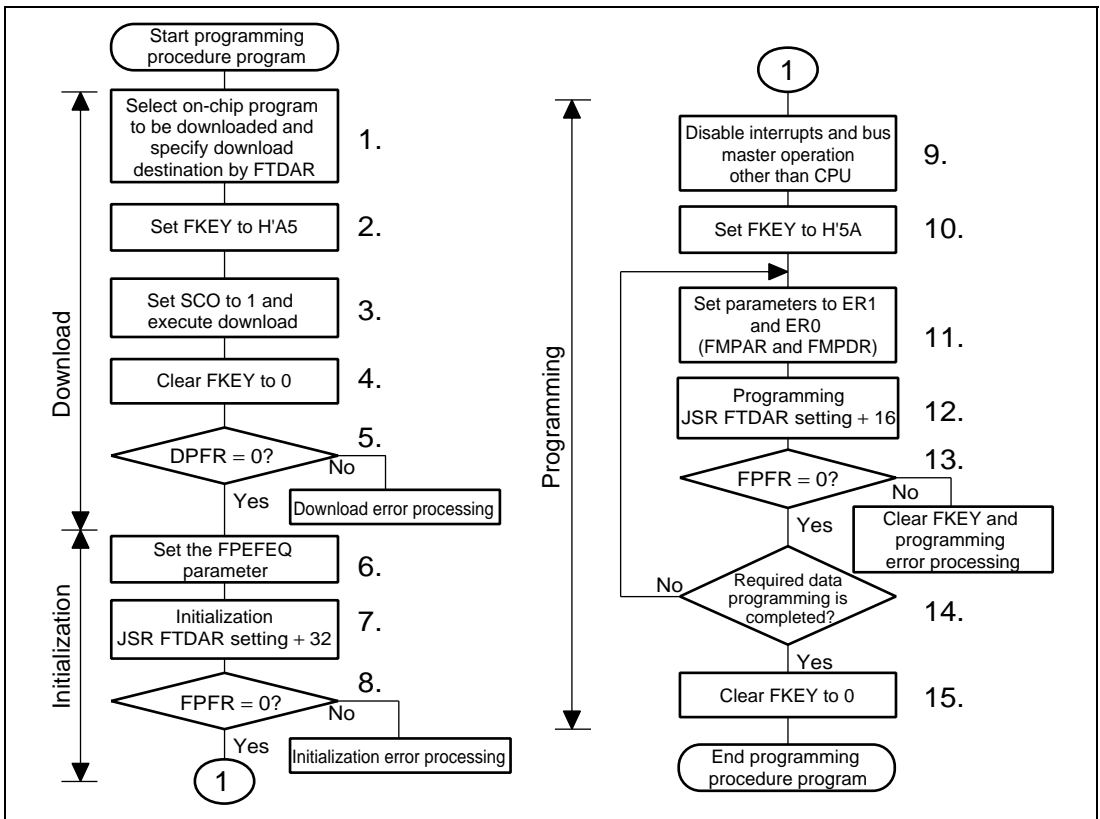 Start programming
procedure program
Select on-chip program
to be downloaded and
specify download
destination by FTDAR
1.
Set FKEY to H'A5
2.
Set SCO to 1 and
execute download
3.
Clear FKEY to 0
4.
5.
DPFR = 0?
No
Yes
Download error processing
Download
Set the FPEFEQ
parameter
6.
Initialization
JSR FTDAR setting + 32
7.
8.
FPFR = 0?
No
Yes
Initialization error processing
Initialization
1
1
Disable interrupts and bus
master operation
other than CPU
9.
Set FKEY to H'5A
10.
Set parameters to ER1
and ER0
(FMPAR and FMPDR)
11.
Programming
JSR FTDAR setting + 16
12.
13.
FPFR = 0?
No
Yes
Clear FKEY and
programming
error processing
No
Required data
programming is
completed?
14.
Yes
Clear FKEY to 0
15.
End programming
procedure program
Programming